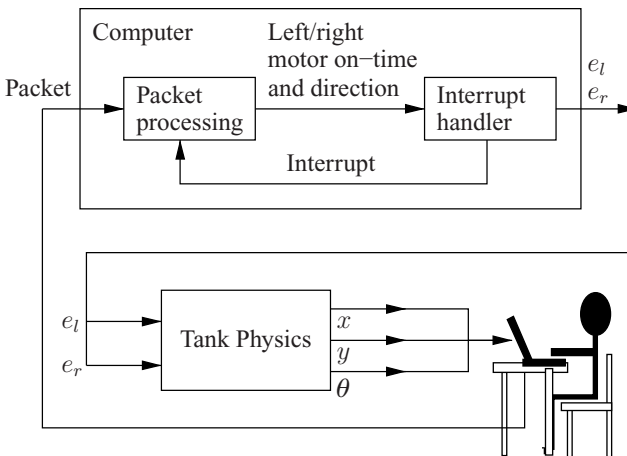 Computer
Left/right
motor on−time
and direction
Packet
Packet
processing
Interrupt
handler
e_l
e_r
Interrupt
e_l
e_r
Tank Physics
x
y
θ